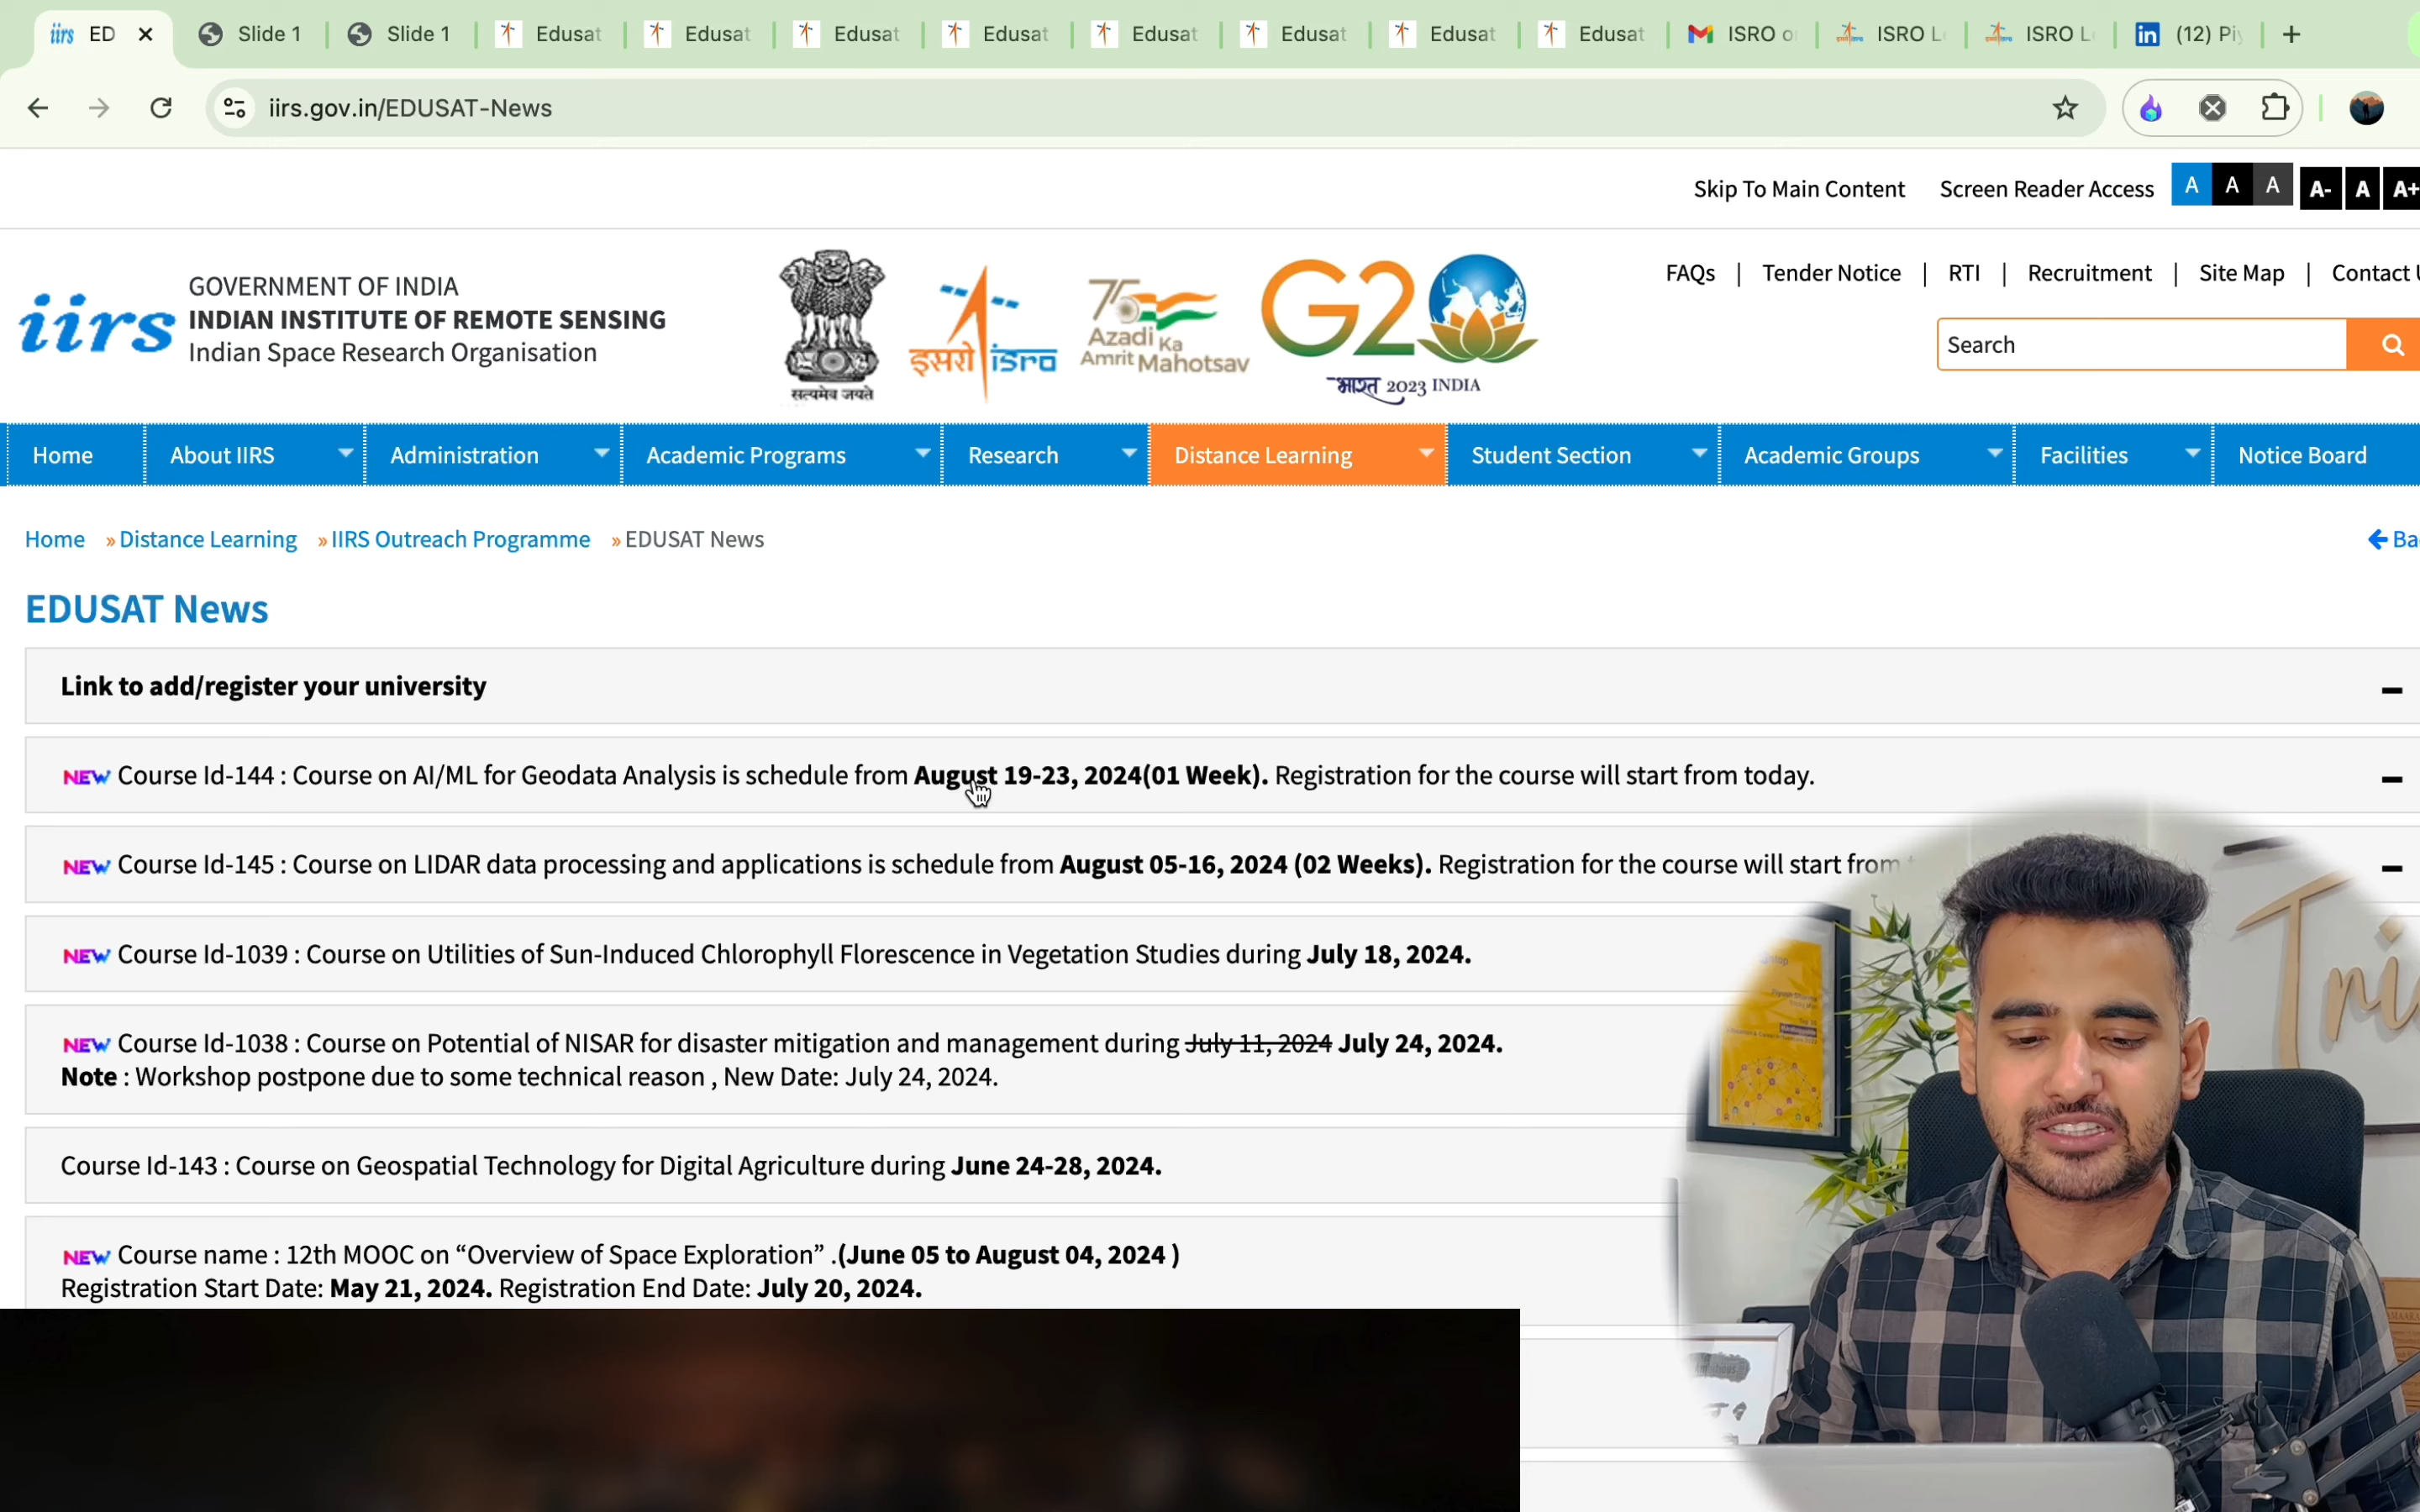 iirs ED
Slide 1
Slide 1
Edusat
Edusat
Edusat
Edusat
Edusat
Edusat
Edusat
Edusat
ISRO
ISRO L
ISRO L
in (12) Pi
iirs.gov.in/EDUSAT-News
Skip To Main Content Screen Reader Access A A A A- A A+
iirs
GOVERNMENT OF INDIA
INDIAN INSTITUTE OF REMOTE SENSING
Indian Space Research Organisation
सत्यमेव जयते
इसरो isro
75
Azadi Ka
Amrit Mahotsav
G20
भारत 2023 INDIA
FAQs | Tender Notice | RTI | Recruitment | Site Map | Contact U
Search
Home About IIRS Administration Academic Programs Research Distance Learning Student Section Academic Groups Facilities Notice Board
Home » Distance Learning » IIRS Outreach Programme » EDUSAT News
Ba
EDUSAT News
Link to add/register your university
NEW Course Id-144 : Course on AI/ML for Geodata Analysis is schedule from August 19-23, 2024(01 Week). Registration for the course will start from today.
NEW Course Id-145 : Course on LIDAR data processing and applications is schedule from August 05-16, 2024 (02 Weeks). Registration for the course will start from
NEW Course Id-1039 : Course on Utilities of Sun-Induced Chlorophyll Florescence in Vegetation Studies during July 18, 2024.
NEW Course Id-1038 : Course on Potential of NISAR for disaster mitigation and management during July 11, 2024 July 24, 2024.
Note : Workshop postpone due to some technical reason , New Date: July 24, 2024.
Course Id-143 : Course on Geospatial Technology for Digital Agriculture during June 24-28, 2024.
NEW Course name : 12th MOOC on “Overview of Space Exploration” .(June 05 to August 04, 2024 )
Registration Start Date: May 21, 2024. Registration End Date: July 20, 2024.